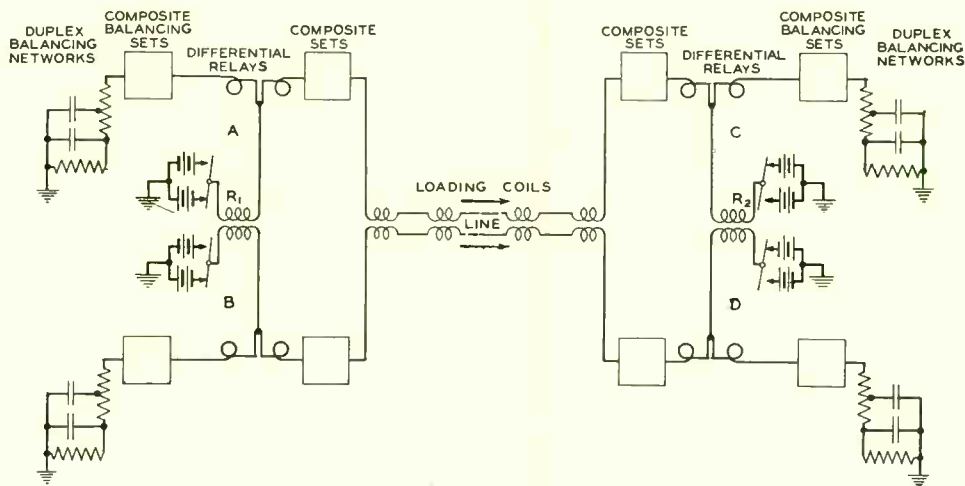 DUPLEX
BALANCING
NETWORKS
COMPOSITE
BALANCING
SETS
DIFFERENTIAL
RELAYS
COMPOSITE
SETS
COMPOSITE
SETS
DIFFERENTIAL
RELAYS
COMPOSITE
BALANCING
SETS
DUPLEX
BALANCING
NETWORKS
A
C
R1
LOADING COILS
LINE
R2
B
D